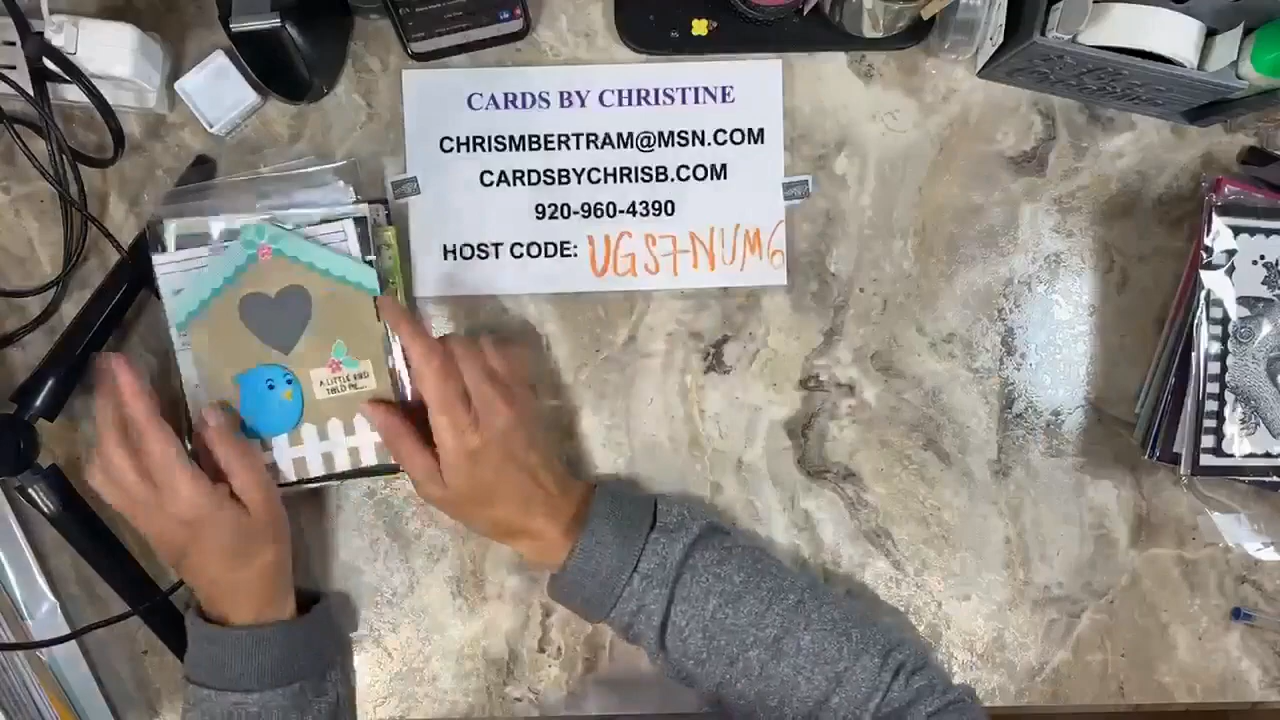 CARDS BY CHRISTINE
CHRISMBERTRAM@MSN.COM
CARDSBYCHRISB.COM
920-960-4390
HOST CODE: UGS7NUM6
A LITTLE BIRD
TOLD ME...